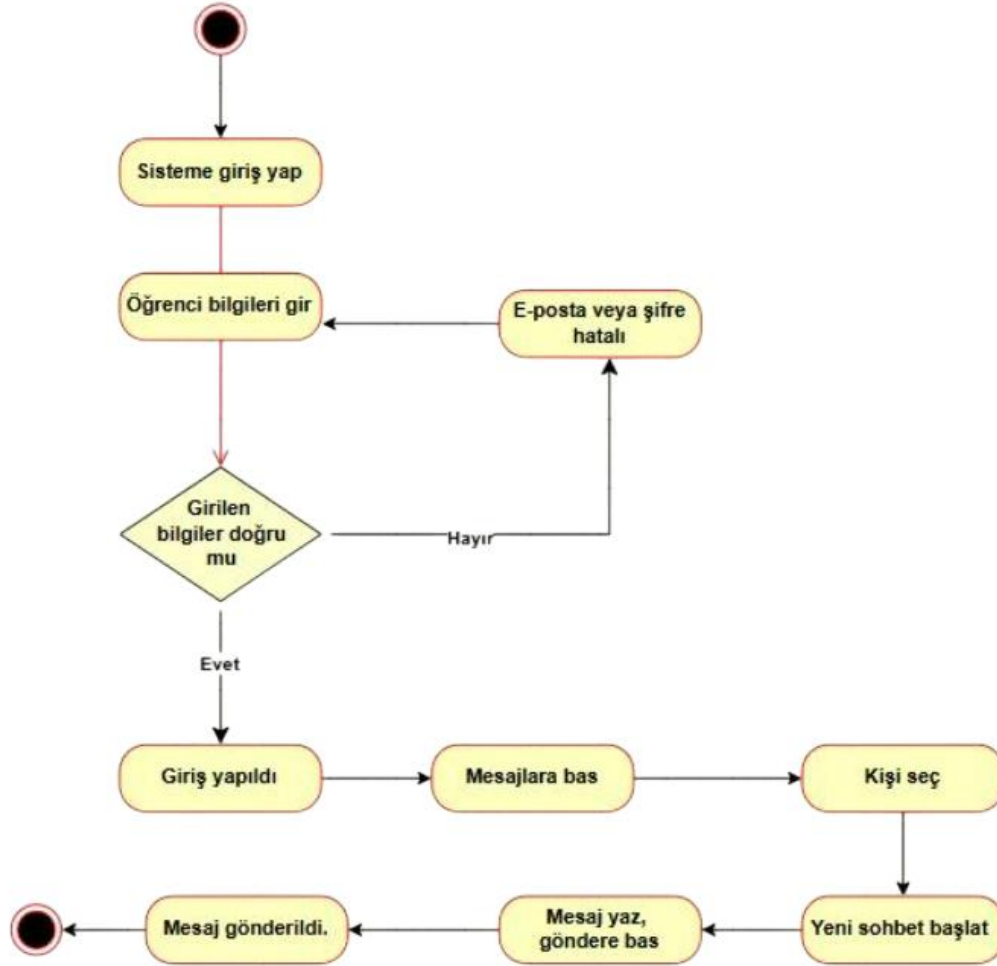 Sisteme giriş yap
Öğrenci bilgileri gir
E-posta veya şifre
hatalı
Girilen
bilgiler doğru
mu
Hayır
Evet
Giriş yapıldı
Mesajlara bas
Kişi seç
Mesaj gönderildi.
Mesaj yaz,
göndere bas
Yeni sohbet başlat